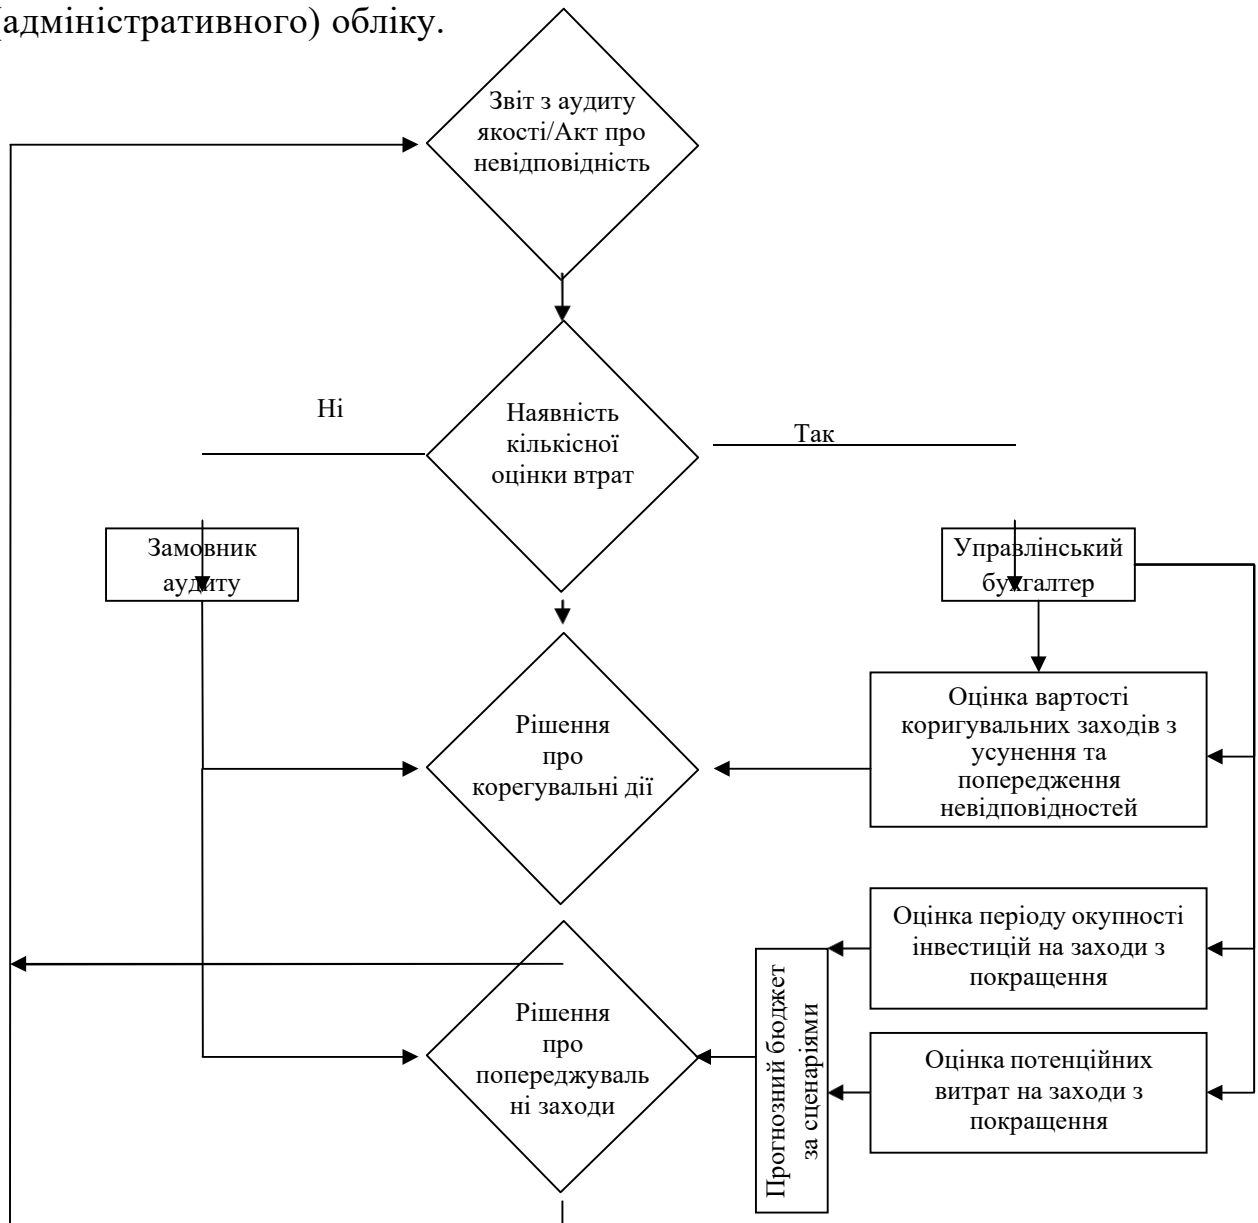 (адміністративного) обліку.
Звіт з аудиту
якості/Акт про
невідповідність
Ні
Наявність
кількісної
оцінки втрат
Так
Замовник
аудиту
Управлінський
бухгалтер
Рішення
про
корегувальні дії
Оцінка вартості
коригувальних заходів з
усунення та
попередження
невідповідностей
Оцінка періоду окупності
інвестицій на заходи з
покращення
Рішення
про
попереджуваль
ні заходи
Прогнозний бюджет
за сценаріями
Оцінка потенційних
витрат на заходи з
покращення